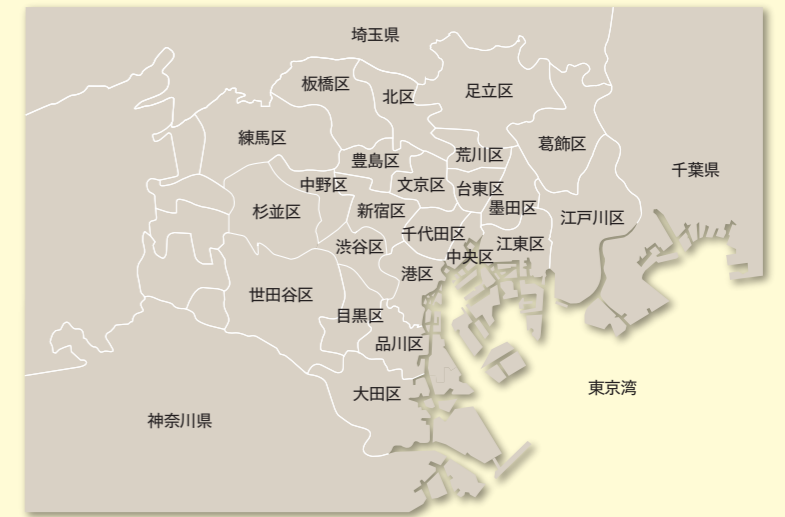 埼玉県
板橋区
北区
足立区
練馬区
豊島区
荒川区
葛飾区
千葉県
中野区
文京区
台東区
杉並区
新宿区
墨田区
江戸川区
千代田区
渋谷区
江東区
中央区
港区
世田谷区
目黒区
品川区
大田区
東京湾
神奈川県